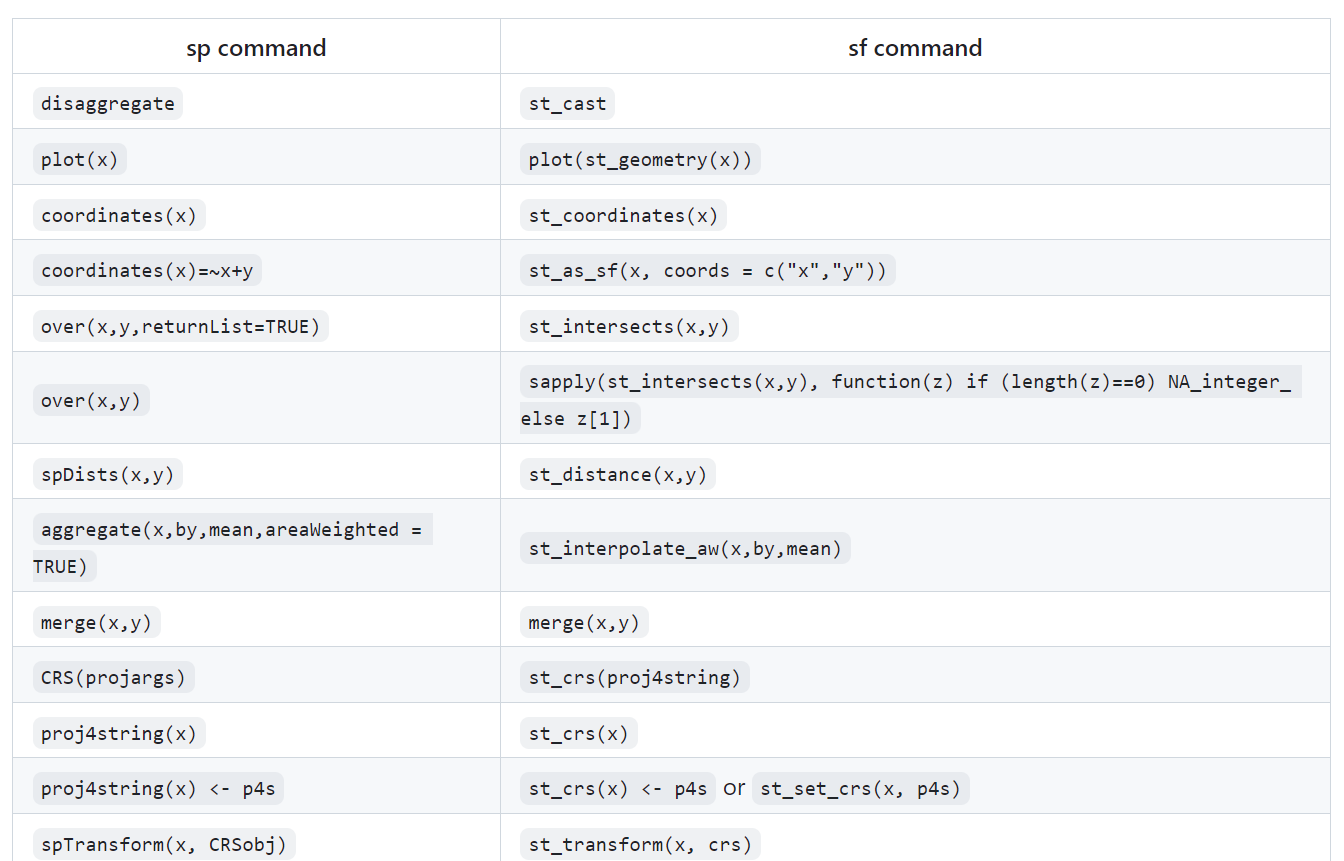 sp command sf command
disaggregate st_cast
plot(x) plot(st_geometry(x))
coordinates(x) st_coordinates(x)
coordinates(x)=~x+y st_as_sf(x, coords = c("x","y"))
over(x,y,returnList=TRUE) st_intersects(x,y)
over(x,y) sapply(st_intersects(x,y), function(z) if (length(z)==0) NA_integer_
else z[1])
spDists(x,y) st_distance(x,y)
aggregate(x,by,mean,areaWeighted =
TRUE) st_interpolate_aw(x,by,mean)
merge(x,y) merge(x,y)
CRS(projargs) st_crs(proj4string)
proj4string(x) st_crs(x)
proj4string(x) <- p4s st_crs(x) <- p4s or st_set_crs(x, p4s)
spTransform(x, CRSobj) st_transform(x, crs)